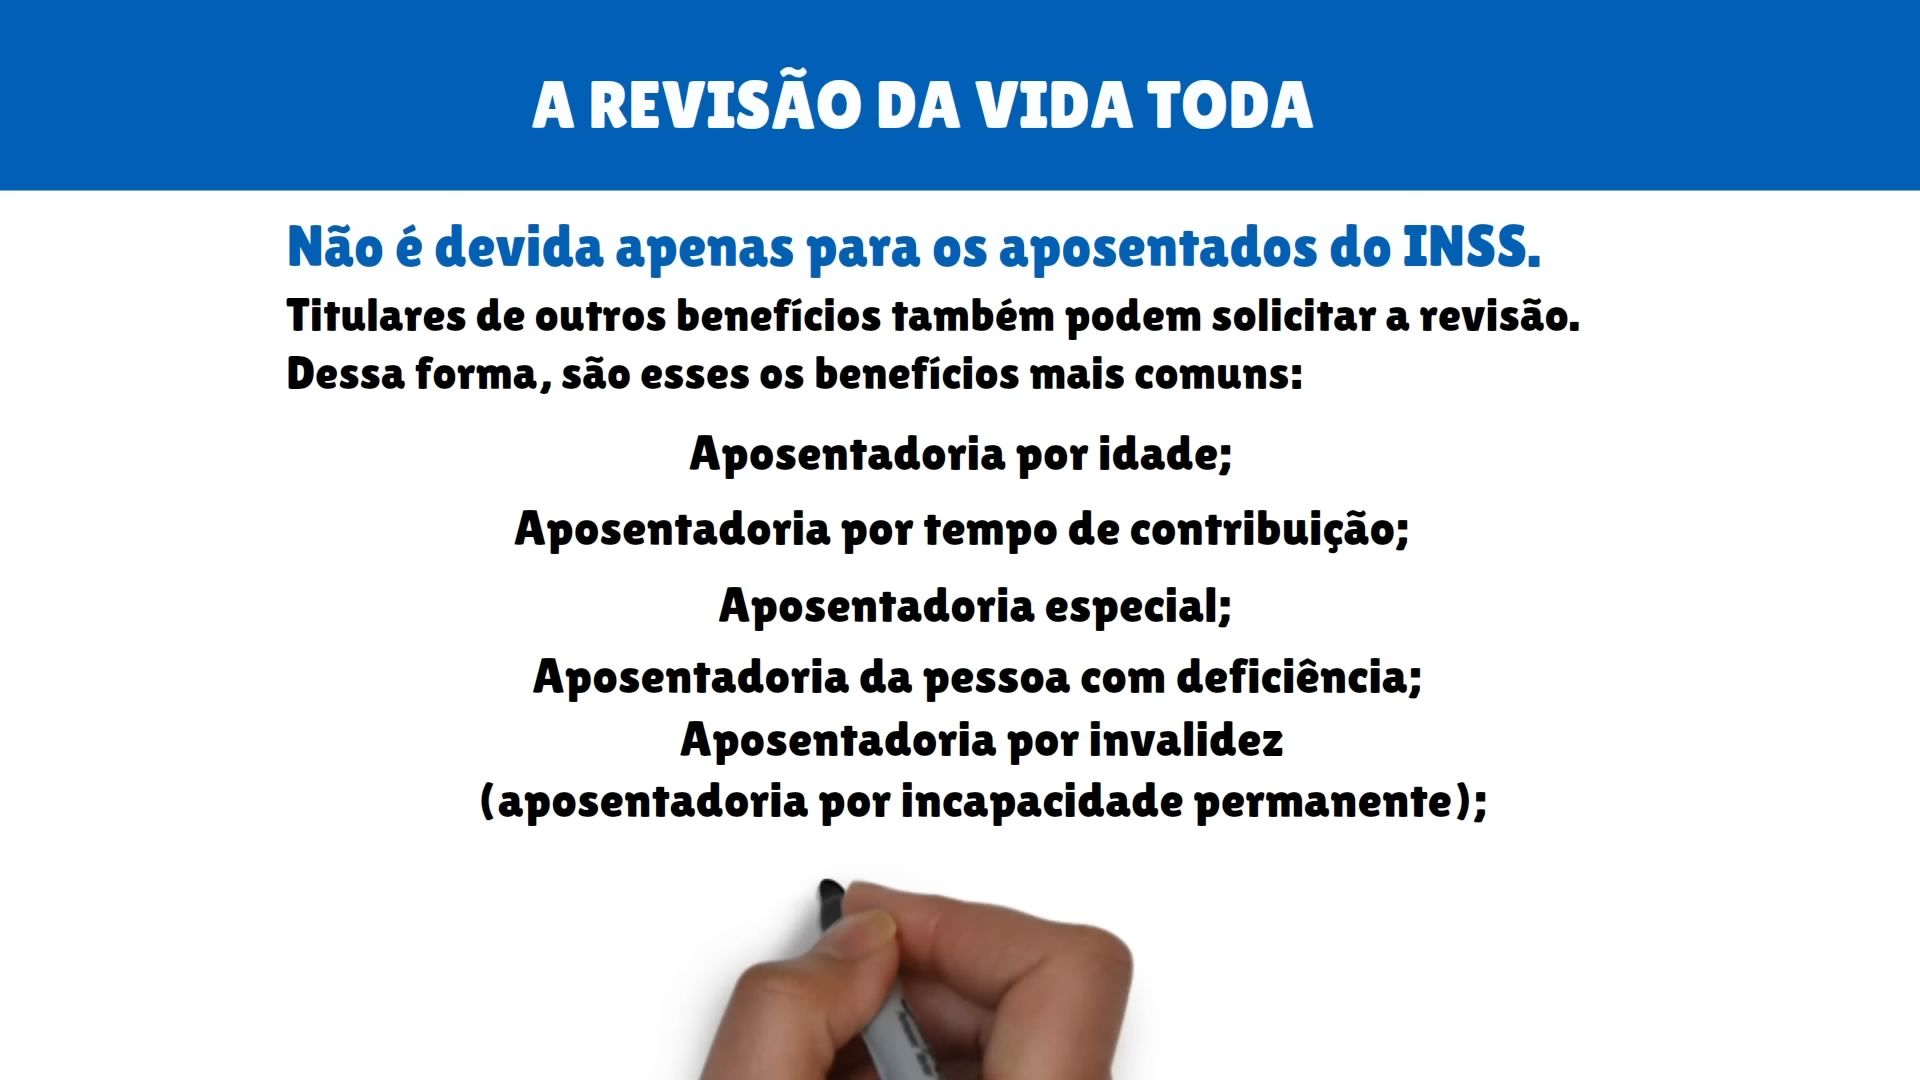 A REVISÃO DA VIDA TODA
Não é devida apenas para os aposentados do INSS.
Titulares de outros benefícios também podem solicitar a revisão.
Dessa forma, são esses os benefícios mais comuns:
Aposentadoria por idade;
Aposentadoria por tempo de contribuição;
Aposentadoria especial;
Aposentadoria da pessoa com deficiência;
Aposentadoria por invalidez
(aposentadoria por incapacidade permanente);